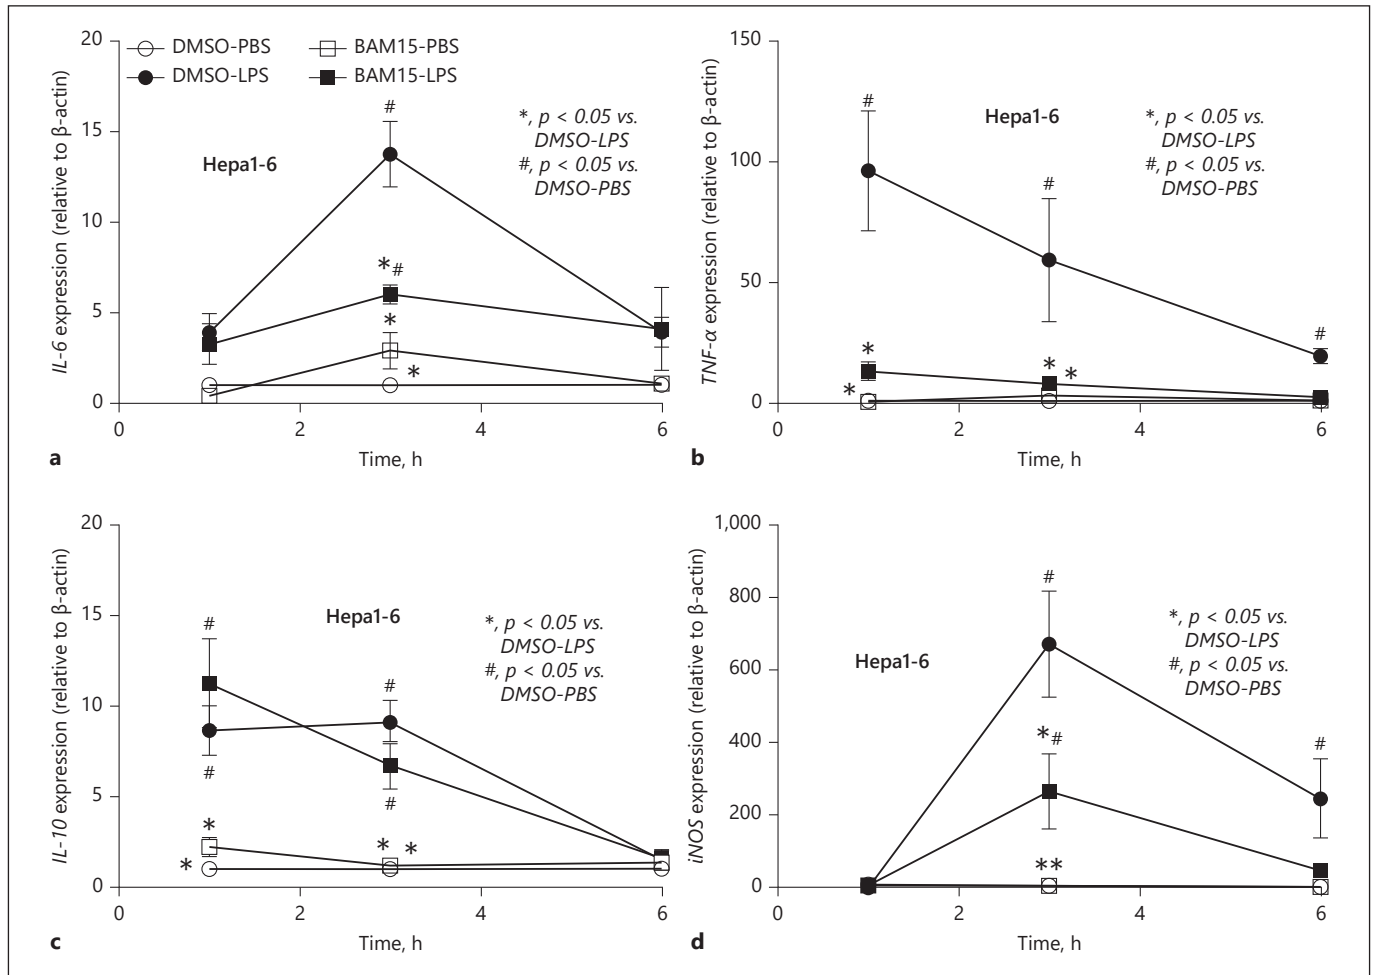 20
15
10
5
0
0
2
4
6
IL-6 expression (relative to β-actin)
Time, h
DMSO-PBS
BAM15-PBS
DMSO-LPS
BAM15-LPS
Hepa1-6
*, p < 0.05 vs.
DMSO-LPS
#, p < 0.05 vs.
DMSO-PBS
#
*#
*
*
a
150
100
50
0
0
2
4
6
TNF-α expression (relative to β-actin)
Time, h
Hepa1-6
*, p < 0.05 vs.
DMSO-LPS
#, p < 0.05 vs.
DMSO-PBS
#
#
#
*
*
*
*
b
20
15
10
5
0
0
2
4
6
IL-10 expression (relative to β-actin)
Time, h
Hepa1-6
*, p < 0.05 vs.
DMSO-LPS
#, p < 0.05 vs.
DMSO-PBS
#
#
#
#
*
*
* *
c
1,000
800
600
400
200
0
0
2
4
6
iNOS expression (relative to β-actin)
Time, h
Hepa1-6
*, p < 0.05 vs.
DMSO-LPS
#, p < 0.05 vs.
DMSO-PBS
#
*#
#
**
d